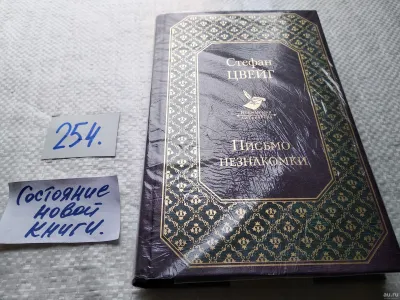 Стефан
ЦВЕЙГ
Письмо
незнакомки
254.
Состояние
новой
книги.